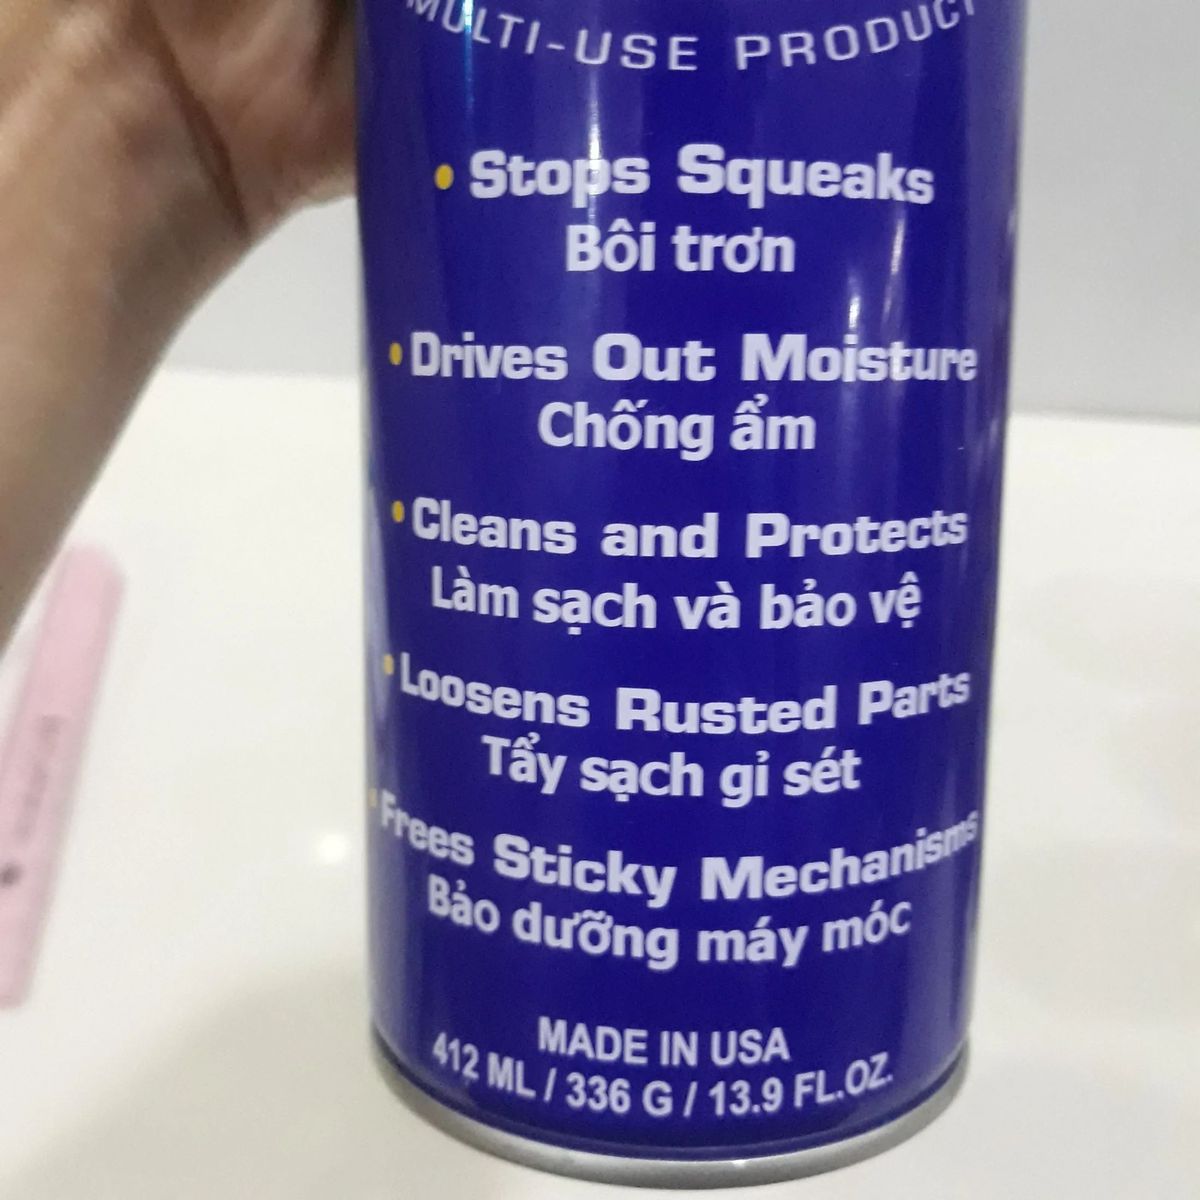 MULTI-USE PRODUCT
• Stops Squeaks
Bôi trơn
• Drives Out Moisture
Chống ẩm
• Cleans and Protects
Làm sạch và bảo vệ
• Loosens Rusted Parts
Tẩy sạch gỉ sét
• Frees Sticky Mechanisms
Bảo dưỡng máy móc
MADE IN USA
412 ML / 336 G / 13.9 FL.OZ.